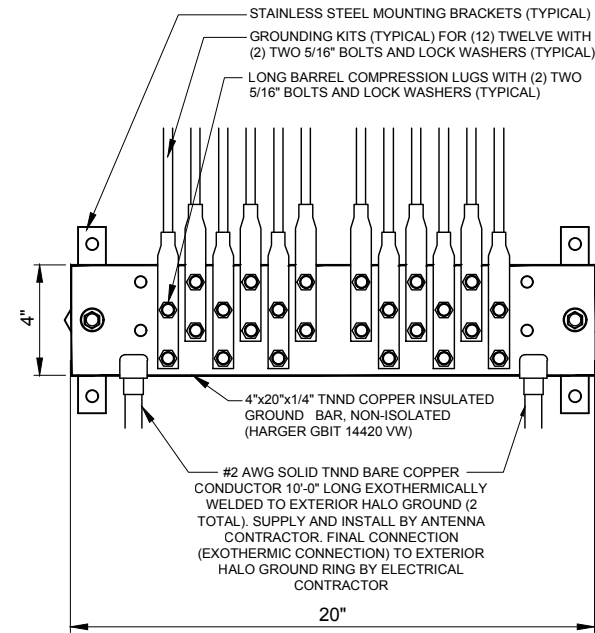 STAINLESS STEEL MOUNTING BRACKETS (TYPICAL)
GROUNDING KITS (TYPICAL) FOR (12) TWELVE WITH
(2) TWO 5/16" BOLTS AND LOCK WASHERS (TYPICAL)
LONG BARREL COMPRESSION LUGS WITH (2) TWO
5/16" BOLTS AND LOCK WASHERS (TYPICAL)
4"
4"x20"x1/4" TNND COPPER INSULATED
GROUND BAR, NON-ISOLATED
(HARGER GBIT 14420 VW)
#2 AWG SOLID TNND BARE COPPER
CONDUCTOR 10'-0" LONG EXOTHERMICALLY
WELDED TO EXTERIOR HALO GROUND (2
TOTAL). SUPPLY AND INSTALL BY ANTENNA
CONTRACTOR. FINAL CONNECTION
(EXOTHERMIC CONNECTION) TO EXTERIOR
HALO GROUND RING BY ELECTRICAL
CONTRACTOR
20"